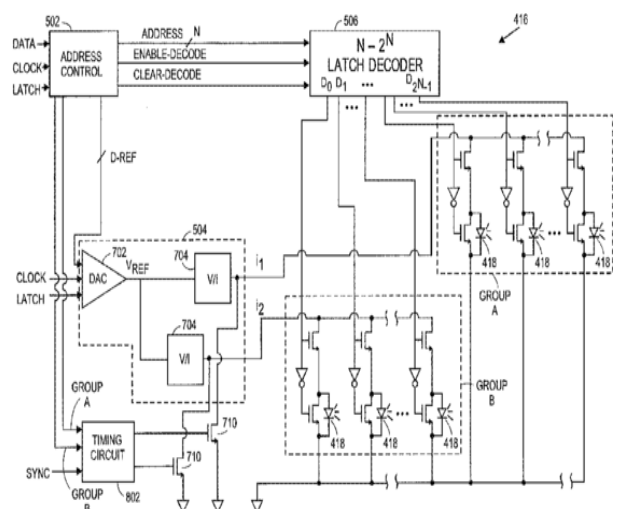 502
506
416
DATA
CLOCK
LATCH
ADDRESS CONTROL
ADDRESS N
ENABLE-DECODE
CLEAR-DECODE
N - 2^N
LATCH DECODER
D0 D1 ... D2N-1
... ...
D-REF
504
702
DAC
VREF
704
V/I
i1
CLOCK
LATCH
704
V/I
i2
418 418 ... 418
GROUP A
GROUP B
418 418 ... 418
GROUP A
710
710
TIMING CIRCUIT
SYNC
GROUP B
802